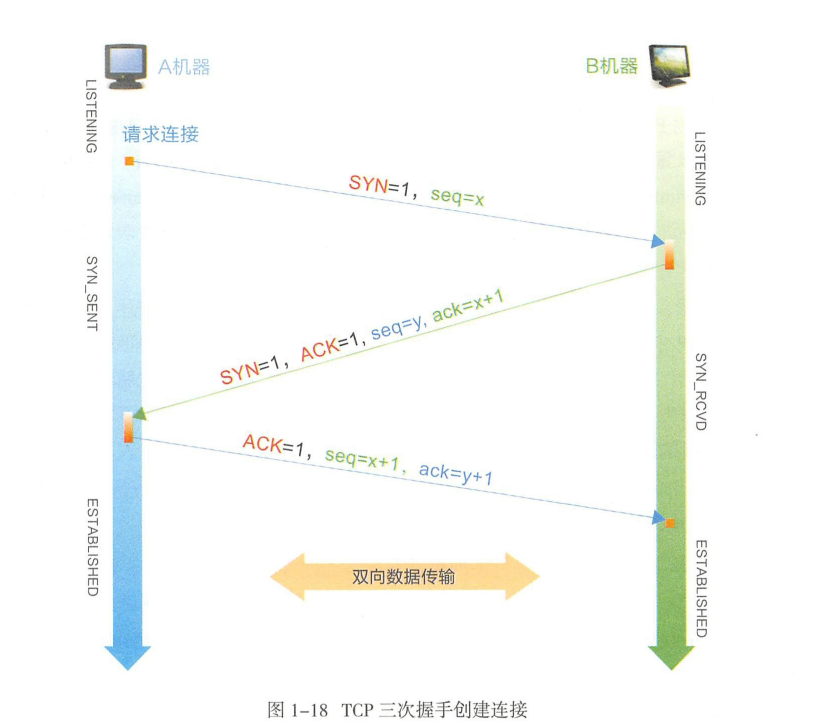 A机器
B机器
LISTENING
请求连接
LISTENING
SYN=1，seq=x
SYN_SENT
SYN=1，ACK=1, seq=y, ack=x+1
SYN_RCVD
ACK=1，seq=x+1，ack=y+1
ESTABLISHED
ESTABLISHED
双向数据传输
图 1-18 TCP 三次握手创建连接